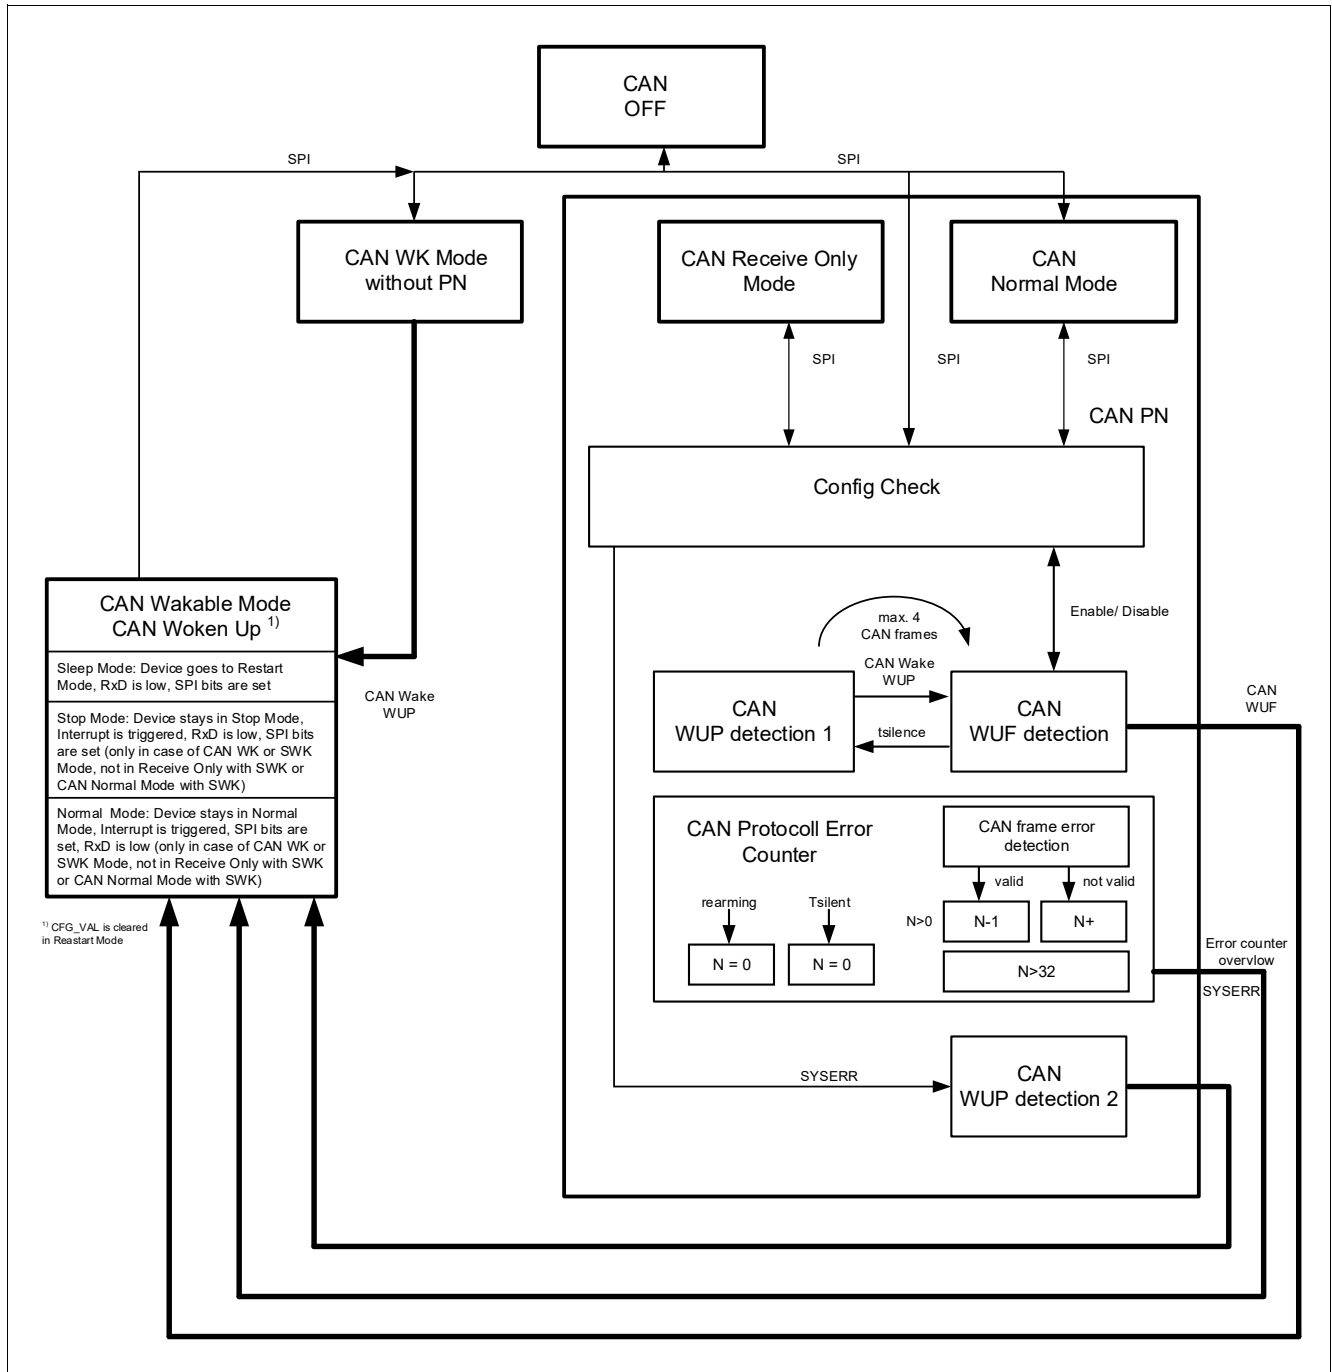 CAN
OFF
SPI
SPI
CAN WK Mode
without PN
CAN Receive Only
Mode
CAN
Normal Mode
SPI
SPI
SPI
CAN PN
Config Check
CAN Wakable Mode
CAN Woken Up 1)
Sleep Mode: Device goes to Restart
Mode, RxD is low, SPI bits are set
Stop Mode: Device stays in Stop Mode,
Interrupt is triggered, RxD is low, SPI bits
are set (only in case of CAN WK or SWK
Mode, not in Receive Only with SWK or
CAN Normal Mode with SWK)
Normal Mode: Device stays in Normal
Mode, Interrupt is triggered, SPI bits are
set, RxD is low (only in case of CAN WK or
SWK Mode, not in Receive Only with SWK
or CAN Normal Mode with SWK)
1) CFG_VAL is cleared
in Reastart Mode
CAN Wake
WUP
max. 4
CAN frames
Enable/ Disable
CAN Wake
WUP
tsilence
CAN
WUP detection 1
CAN
WUF detection
CAN
WUF
CAN Protocoll Error
Counter
CAN frame error
detection
valid
not valid
rearming
Tsilent
N>0
N-1
N+
N = 0
N = 0
N>32
Error counter
overvlow
SYSERR
SYSERR
CAN
WUP detection 2